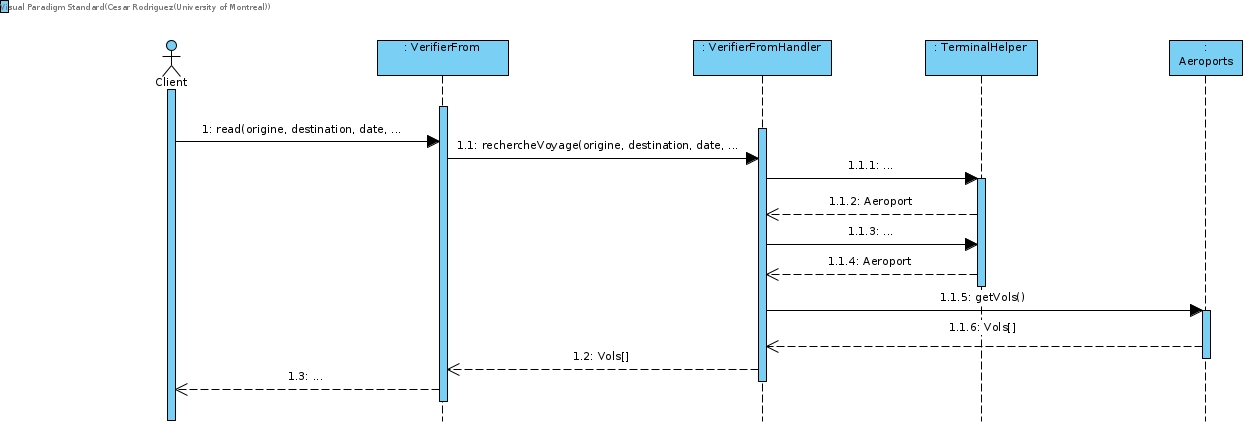 Visual Paradigm Standard(Cesar Rodriguez(University of Montreal))
: VerifierFrom
: VerifierFromHandler
: TerminalHelper
:
Aeroports
Client
1: read(origine, destination, date, ...
1.1: rechercheVoyage(origine, destination, date, ...
1.1.1: ...
1.1.2: Aeroport
1.1.3: ...
1.1.4: Aeroport
1.1.5: getVols()
1.1.6: Vols[]
1.2: Vols[]
1.3: ...